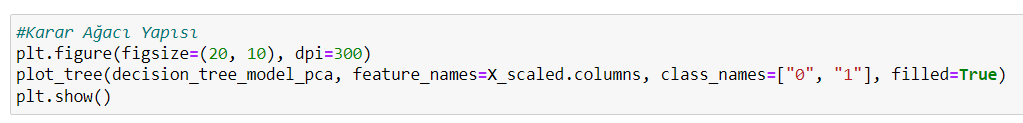 #Karar Ağacı Yapısı
plt.figure(figsize=(20, 10), dpi=300)
plot_tree(decision_tree_model_pca, feature_names=X_scaled.columns, class_names=["0", "1"], filled=True)
plt.show()